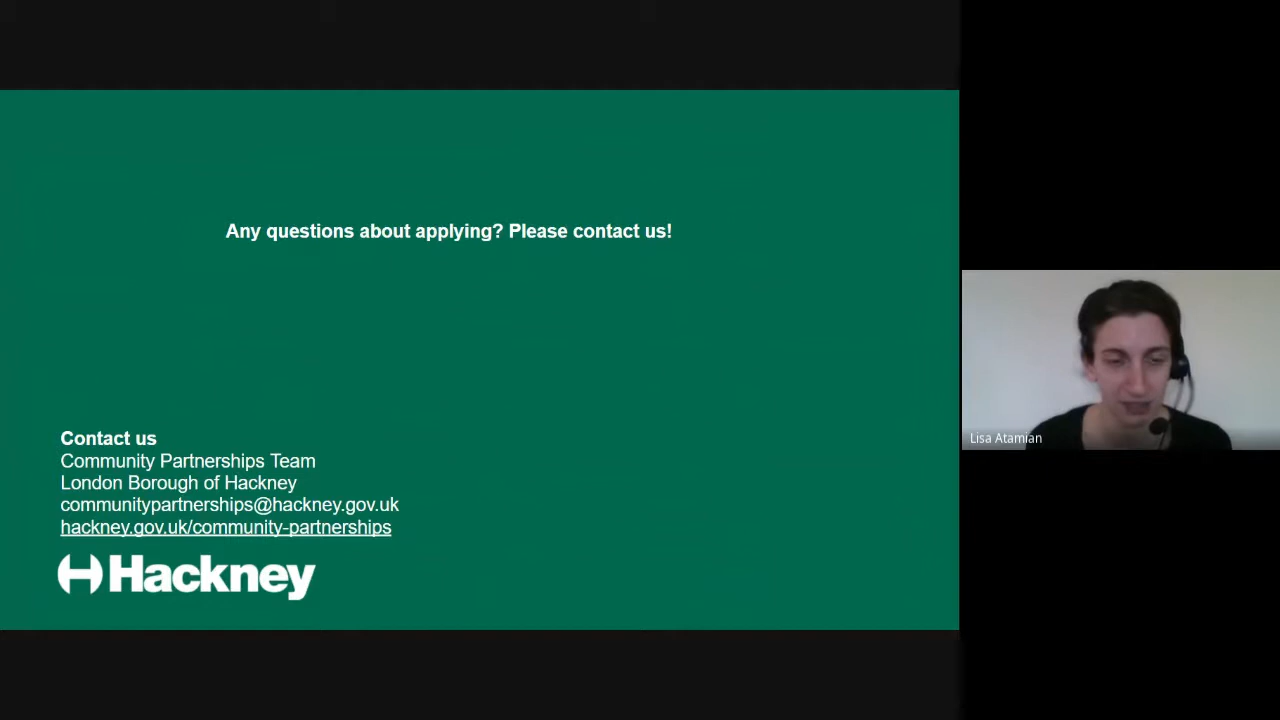 Any questions about applying? Please contact us!
Contact us
Community Partnerships Team
London Borough of Hackney
communitypartnerships@hackney.gov.uk
hackney.gov.uk/community-partnerships
Hackney
Lisa Atamian